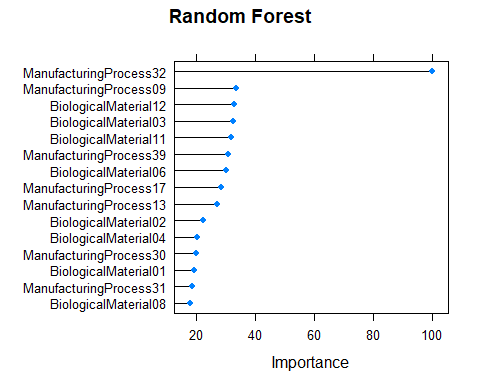 Random Forest
ManufacturingProcess32
ManufacturingProcess09
BiologicalMaterial12
BiologicalMaterial03
BiologicalMaterial11
ManufacturingProcess39
BiologicalMaterial06
ManufacturingProcess17
ManufacturingProcess13
BiologicalMaterial02
BiologicalMaterial04
ManufacturingProcess30
BiologicalMaterial01
ManufacturingProcess31
BiologicalMaterial08
20 40 60 80 100
Importance